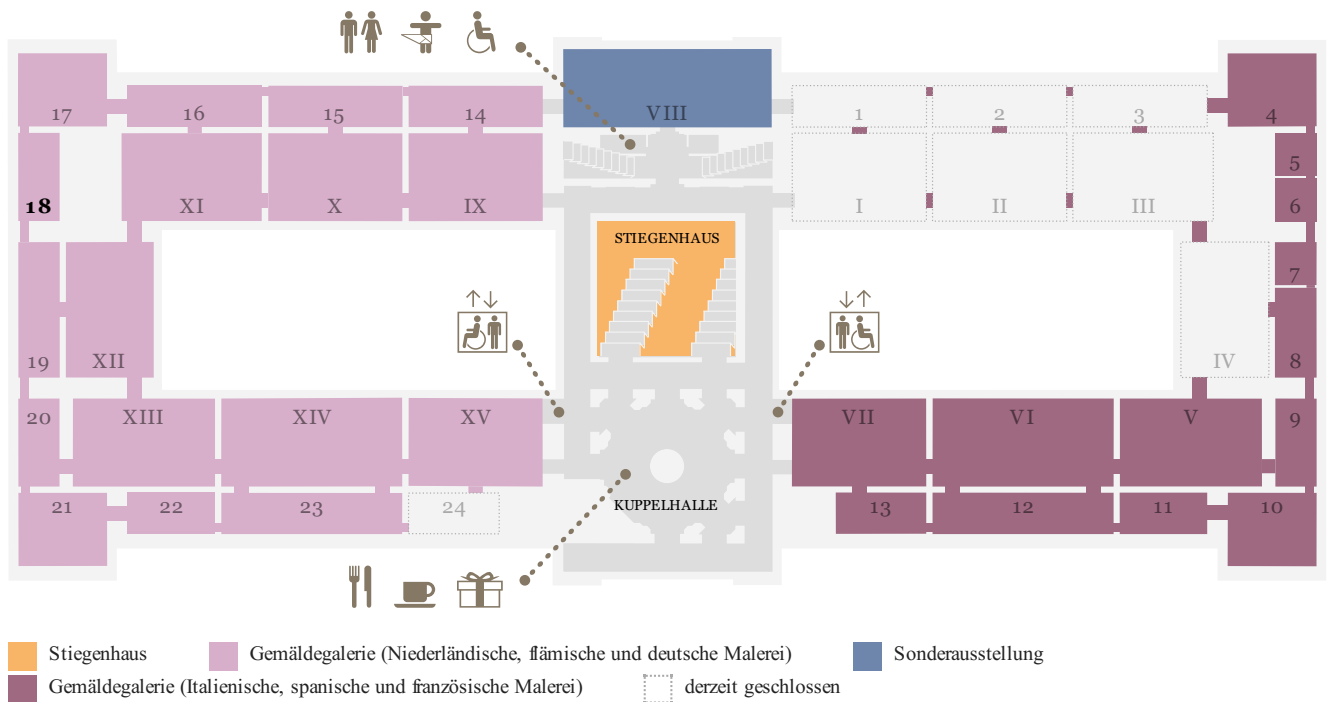 17 16 15 14 VIII 1 2 3 4
5
18 XI X IX I II III 6
STIEGENHAUS
7
19 XII IV 8
20 XIII XIV XV VII VI V 9
21 22 23 24 KUPPELHALLE 13 12 11 10
Stiegenhaus Gemäldegalerie (Niederländische, flämische und deutsche Malerei) Sonderausstellung
Gemäldegalerie (Italienische, spanische und französische Malerei) derzeit geschlossen